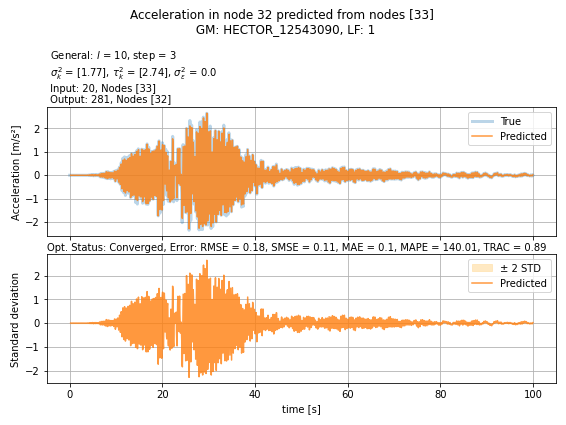 Acceleration in node 32 predicted from nodes [33]
GM: HECTOR_12543090, LF: 1
General: l = 10, step = 3
σ²ₖ = [1.77], τ²ₖ = [2.74], σ²ε = 0.0
Input: 20, Nodes [33]
Output: 281, Nodes [32]
Acceleration [m/s²]
2
1
0
−1
−2
True
Predicted
Opt. Status: Converged, Error: RMSE = 0.18, SMSE = 0.11, MAE = 0.1, MAPE = 140.01, TRAC = 0.89
Standard deviation
2
1
0
−1
−2
± 2 STD
Predicted
0 20 40 60 80 100
time [s]